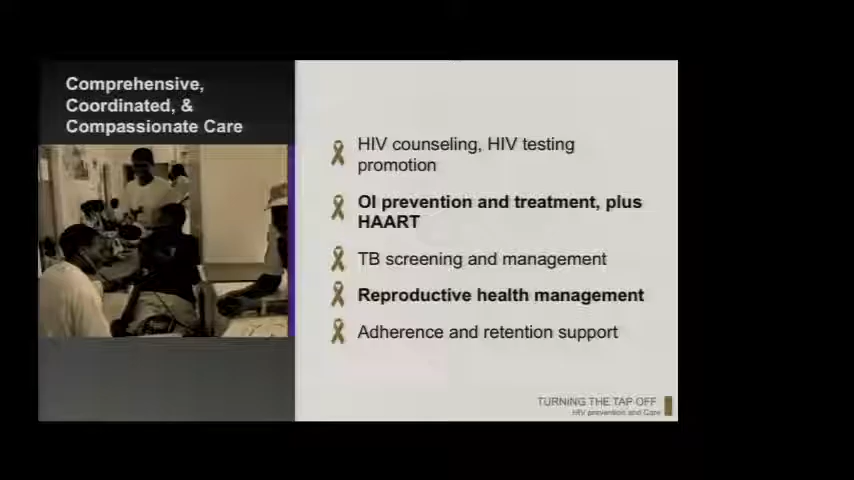 Comprehensive,
Coordinated, &
Compassionate Care
HIV counseling, HIV testing
promotion
OI prevention and treatment, plus
HAART
TB screening and management
Reproductive health management
Adherence and retention support
TURNING THE TAP OFF
HIV prevention and Care